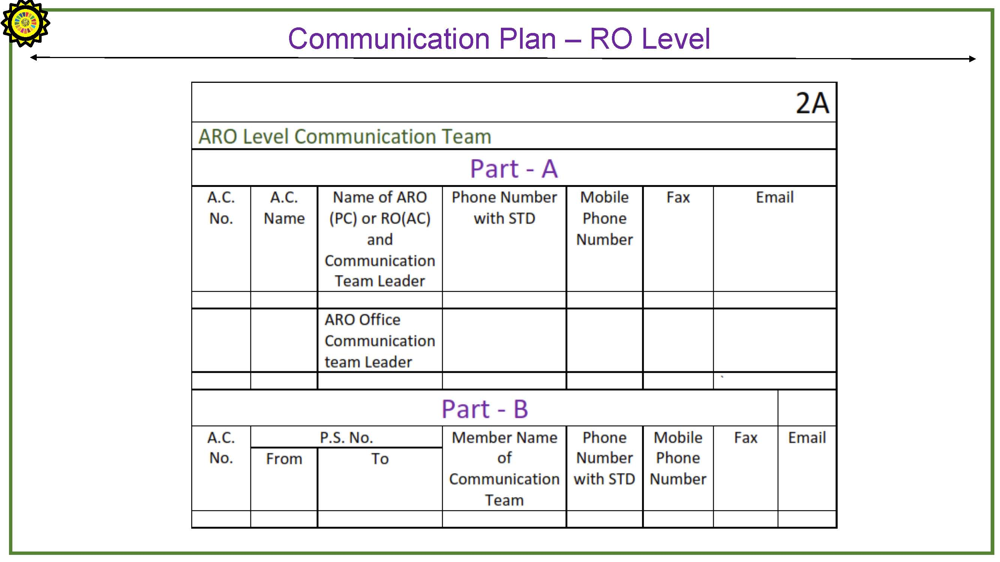 Communication Plan – RO Level
2A
ARO Level Communication Team
Part - A
A.C. No.
A.C. Name
Name of ARO (PC) or RO(AC) and Communication Team Leader
Phone Number with STD
Mobile Phone Number
Fax
Email
ARO Office Communication team Leader
Part - B
A.C. No.
P.S. No.
From
To
Member Name of Communication Team
Phone Number with STD
Mobile Phone Number
Fax
Email